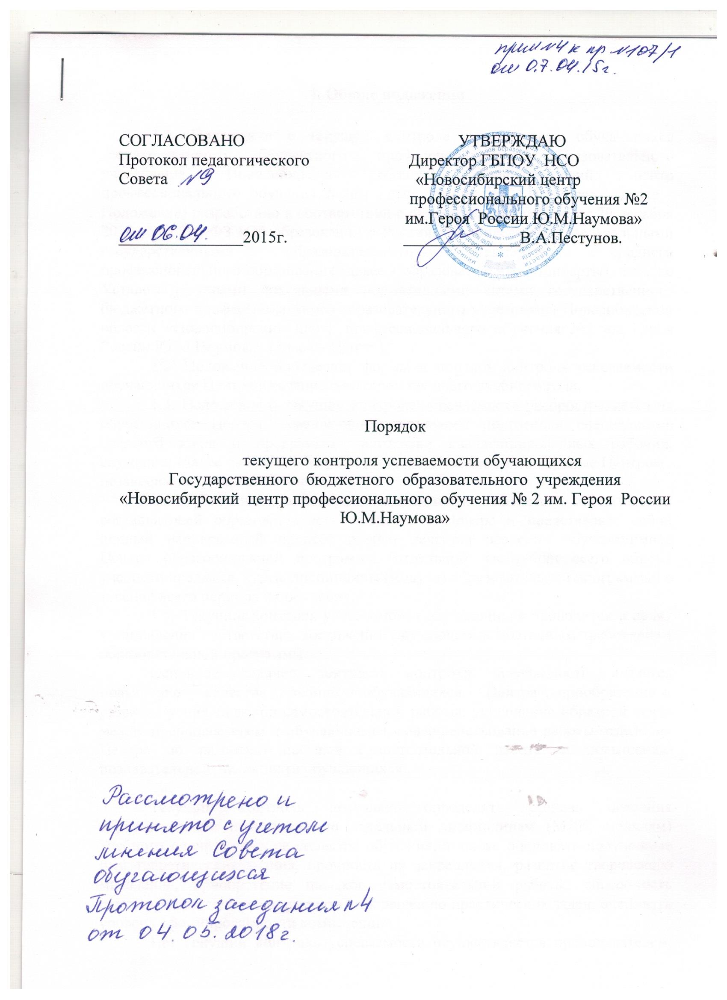 прил №4 к пр №107/1
от 07.04.15г.
СОГЛАСОВАНО
Протокол педагогического
Совета №9
от 06.04. 2015г.
УТВЕРЖДАЮ
Директор ГБПОУ НСО
«Новосибирский центр
профессионального обучения №2
им.Героя России Ю.М.Наумова»
В.А.Пестунов.
Порядок
текущего контроля успеваемости обучающихся
Государственного бюджетного образовательного учреждения
«Новосибирский центр профессионального обучения № 2 им. Героя России
Ю.М.Наумова»
Рассмотрено и
принято с учетом
мнения Совета
обучающихся
Протокол заседания №4
от 04.05.2018г.